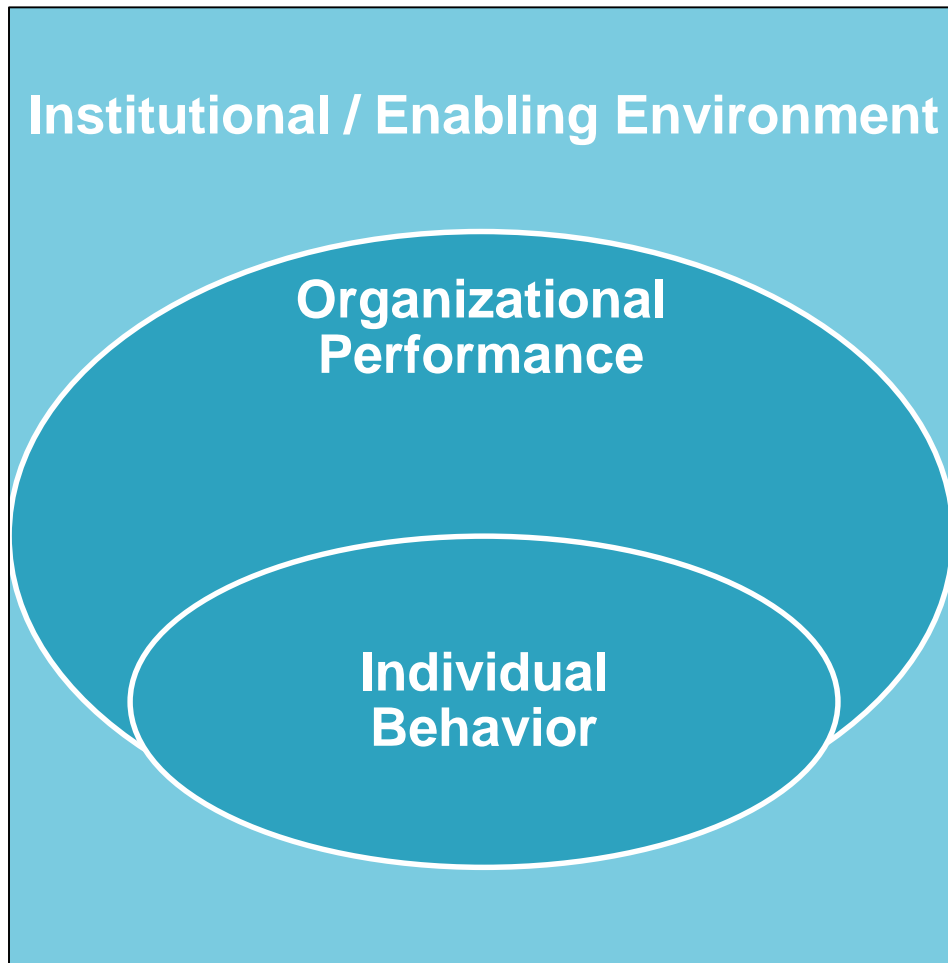 Institutional / Enabling Environment
Organizational
Performance
Individual
Behavior